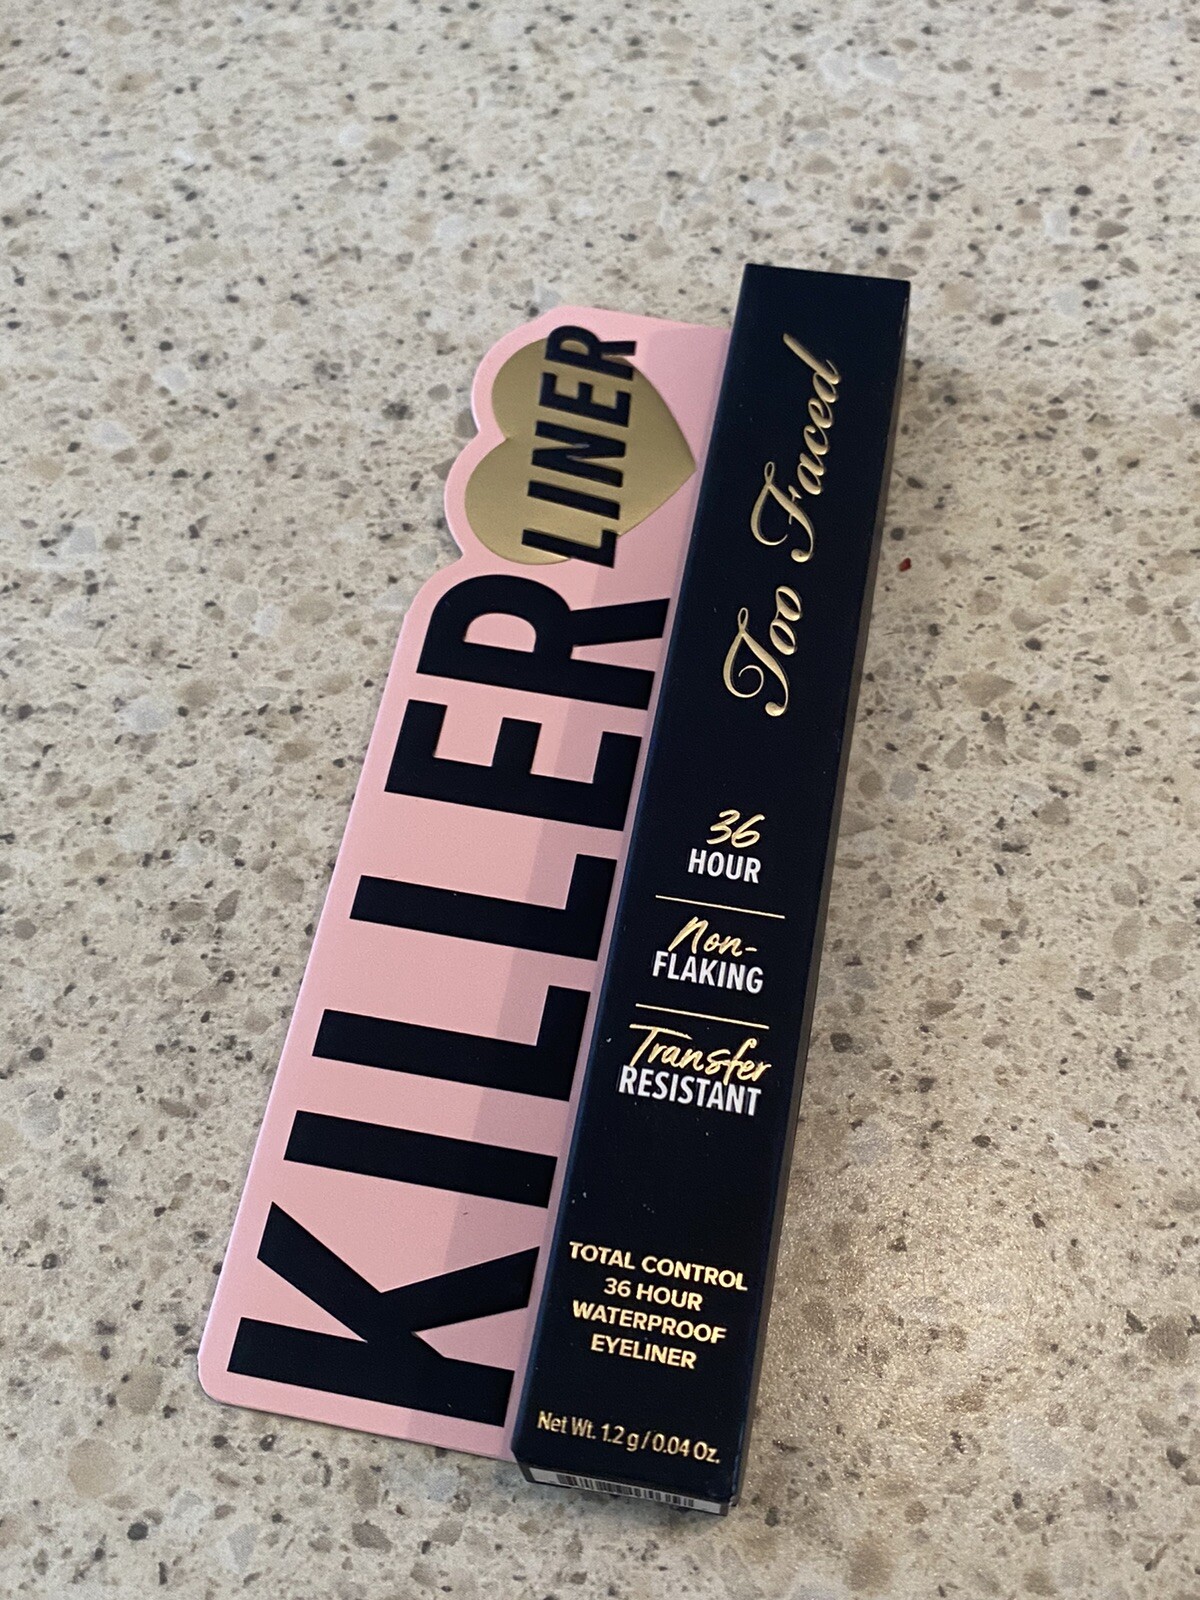 KILLER
LINER
Too Faced
36
HOUR
Non-
FLAKING
Transfer
RESISTANT
TOTAL CONTROL
36 HOUR
WATERPROOF
EYELINER
Net Wt. 1.2 g / 0.04 Oz.